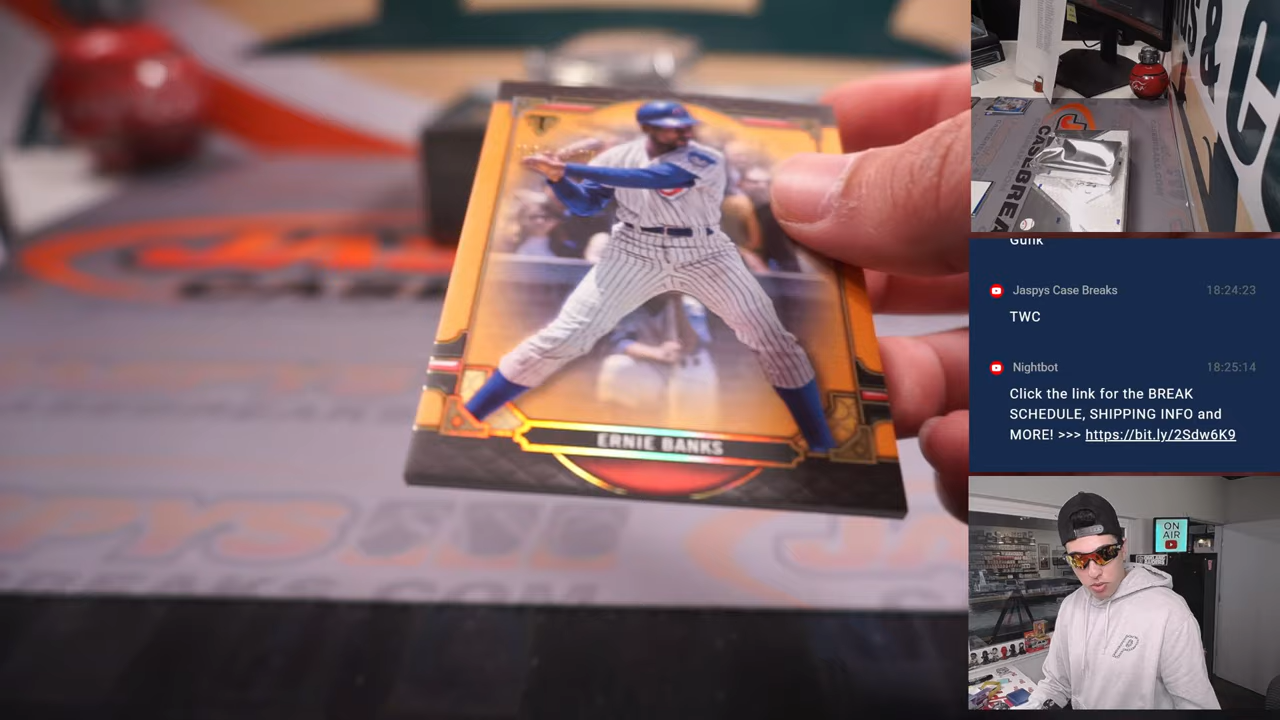 ERNIE BANKS
CASEBREA
&
Gunk
Jaspys Case Breaks 18:24:23
TWC
Nightbot 18:25:14
Click the link for the BREAK
SCHEDULE, SHIPPING INFO and
MORE! >>> https://bit.ly/2Sdw6K9
ON
AIR
P